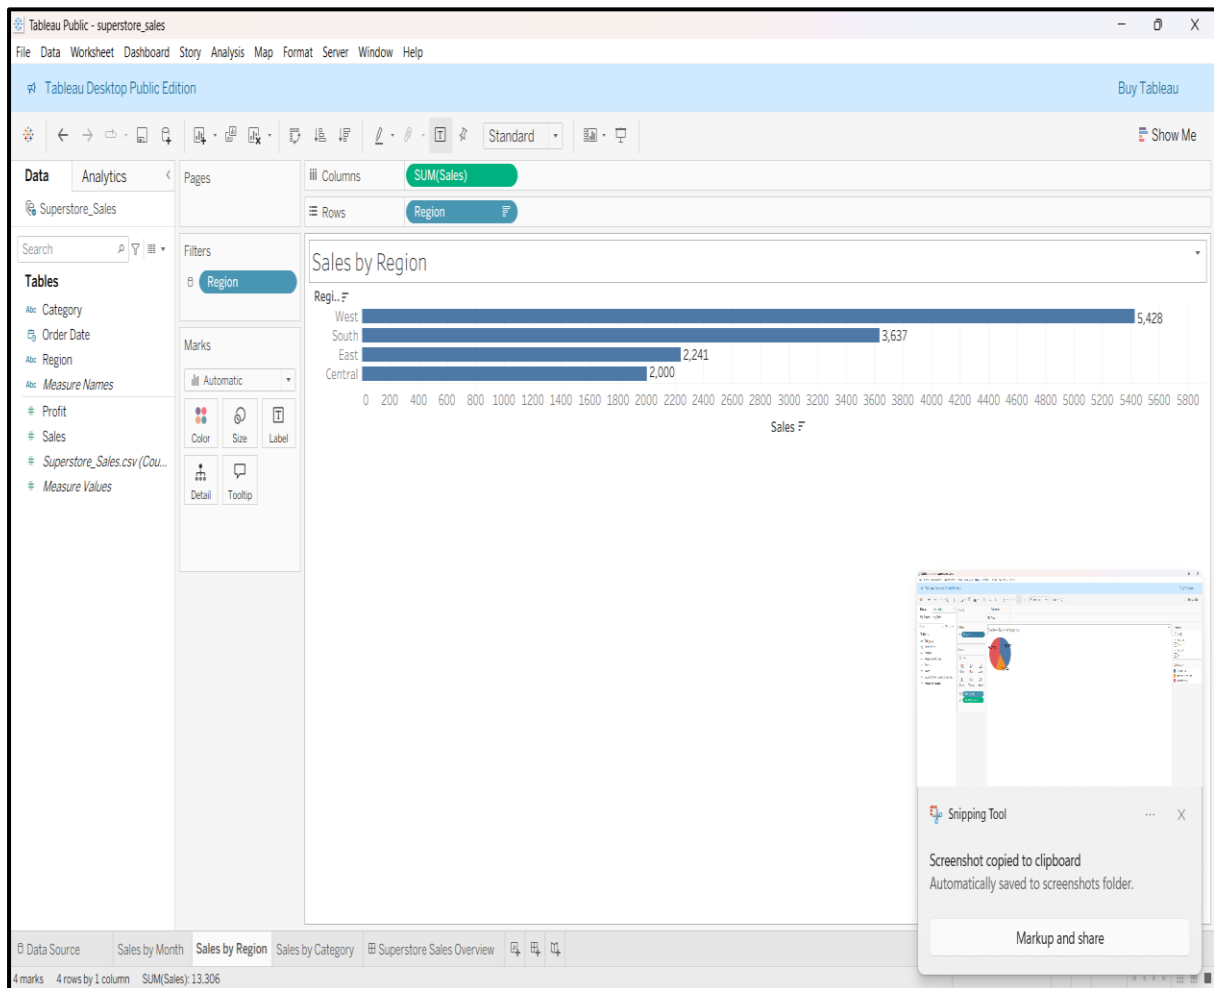 Tableau Public - superstore_sales
File Data Worksheet Dashboard Story Analysis Map Format Server Window Help
Tableau Desktop Public Edition
Buy Tableau
Standard
Show Me
Data
Analytics
Superstore_Sales
Search
Tables
Abc Category
Order Date
Abc Region
Abc Measure Names
# Profit
# Sales
# Superstore_Sales.csv (Cou...
# Measure Values
Pages
Filters
Region
Marks
Automatic
Color Size Label
Detail Tooltip
Columns
SUM(Sales)
Rows
Region
Sales by Region
Regi..
West 5,428
South 3,637
East 2,241
Central 2,000
0 200 400 600 800 1000 1200 1400 1600 1800 2000 2200 2400 2600 2800 3000 3200 3400 3600 3800 4000 4200 4400 4600 4800 5000 5200 5400 5600 5800
Sales
Snipping Tool
Screenshot copied to clipboard
Automatically saved to screenshots folder.
Markup and share
Data Source Sales by Month Sales by Region Sales by Category Superstore Sales Overview
4 marks 4 rows by 1 column SUM(Sales): 13,306